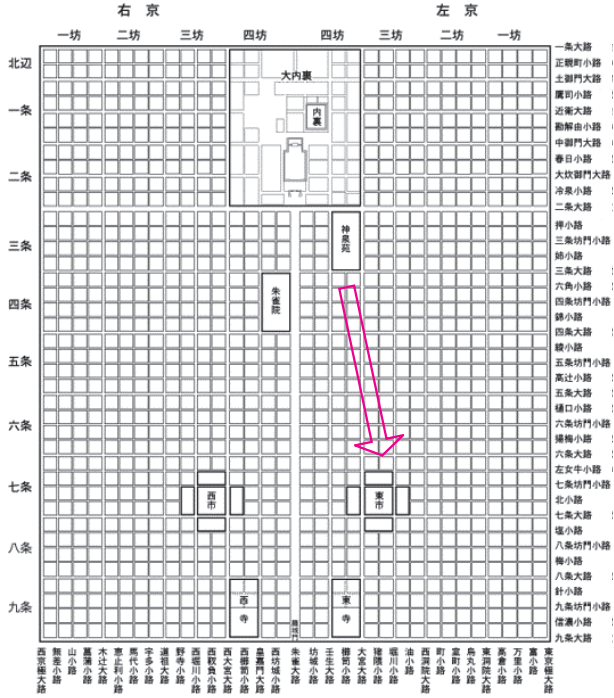 右京
左京
一坊
二坊
三坊
四坊
四坊
三坊
二坊
一坊
北辺
一条
二条
三条
四条
五条
六条
七条
八条
九条
大内裏
内裏
神泉苑
朱雀院
西市
東市
西寺
東寺
一条大路
正親町小路
土御門大路
鷹司小路
近衛大路
勘解由小路
中御門大路
春日小路
大炊御門大路
冷泉小路
二条大路
押小路
三条坊門小路
姉小路
三条大路
六角小路
四条坊門小路
錦小路
四条大路
綾小路
五条坊門小路
高辻小路
五条大路
樋口小路
六条坊門小路
揚梅小路
六条大路
左女牛小路
七条坊門小路
北小路
七条大路
塩小路
八条坊門小路
梅小路
八条大路
針小路
九条坊門小路
信濃小路
九条大路
西京極大路
無差小路
山小路
菖蒲小路
木辻大路
恵止利小路
馬代小路
宇多小路
道祖大路
野寺小路
西堀川小路
西靫負小路
西大宮大路
西櫛笥小路
皇嘉門大路
西坊城小路
朱雀大路
坊城小路
壬生大路
櫛笥小路
大宮大路
猪隈小路
堀川小路
油小路
西洞院大路
町小路
室町小路
烏丸小路
東洞院大路
高倉小路
万里小路
富小路
東京極大路